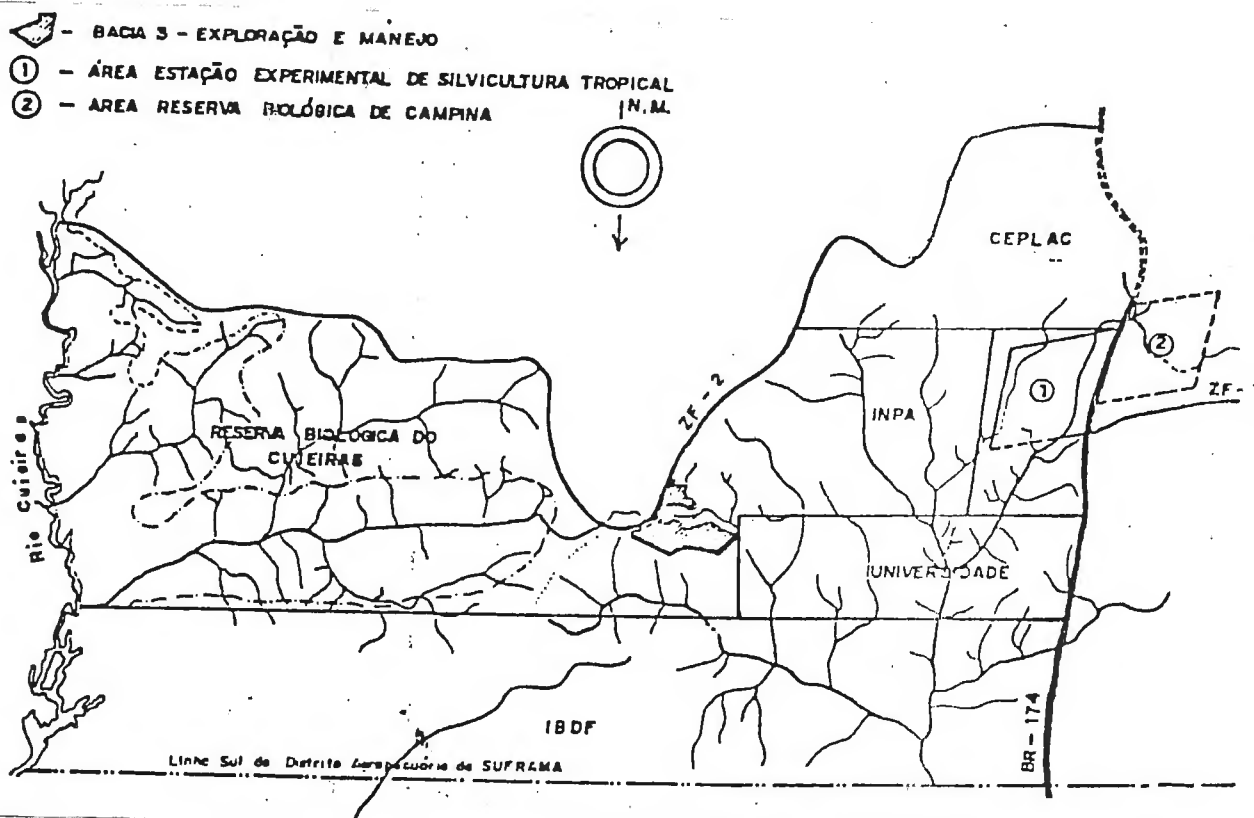 - BACIA 3 - EXPLORAÇÃO E MANEJO
① - ÁREA ESTAÇÃO EXPERIMENTAL DE SILVICULTURA TROPICAL
② - AREA RESERVA BIOLÓGICA DE CAMPINA
N.M.
CEPLAC
②
ZF-
①
ZF-2
INPA
RESERVA BIOLOGICA DO
CUIEIRAS
Rio Cuieiras
UNIVERSIDADE
IBDF
BR-174
Linha Sul do Distrito Agropecuário da SUFRAMA